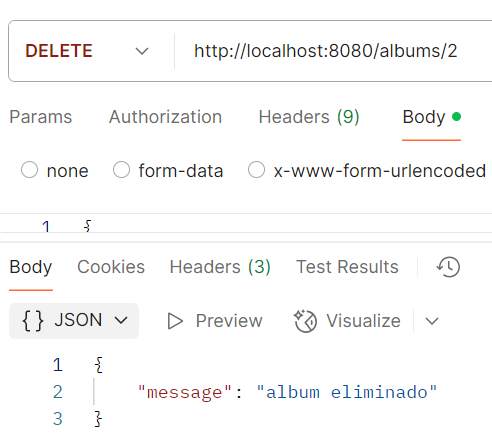 DELETE http://localhost:8080/albums/2
Params Authorization Headers (9) Body
none form-data x-www-form-urlencoded
1 {
Body Cookies Headers (3) Test Results
{} JSON Preview Visualize
1 {
2 "message": "album eliminado"
3 }